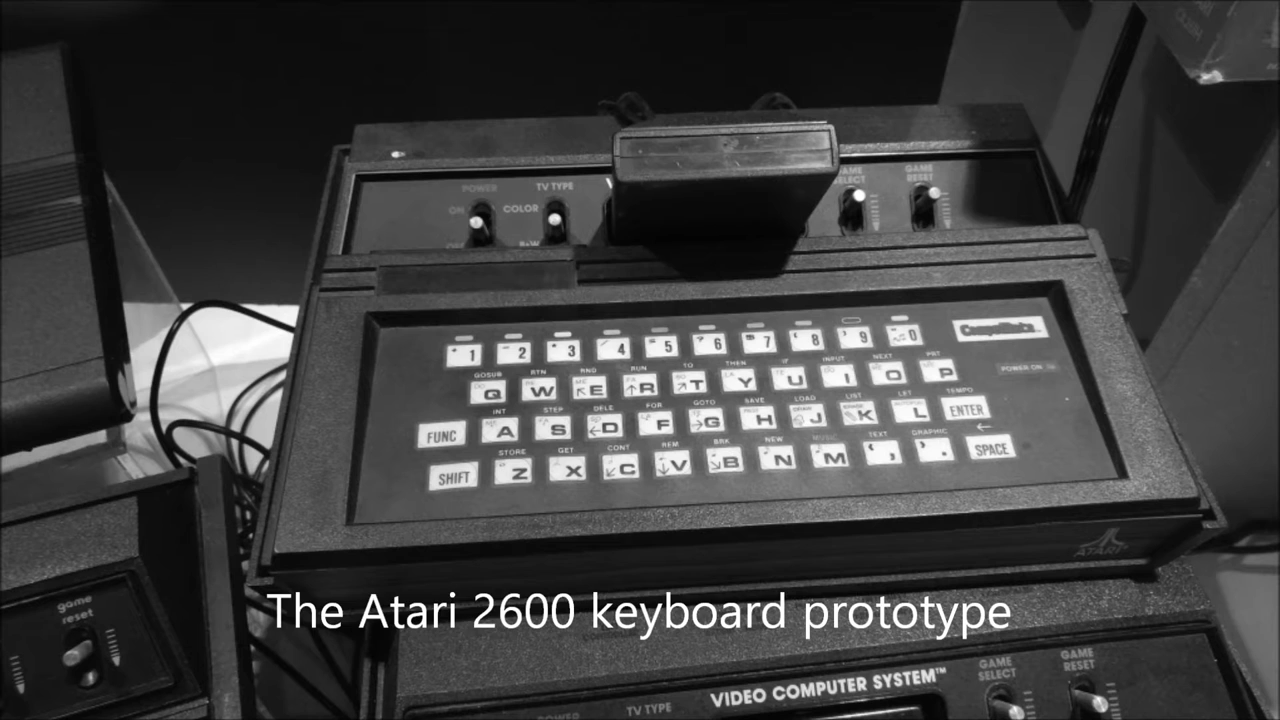 POWER
TV TYPE
GAME
SELECT
GAME
RESET
ON
COLOR
1 2 3 4 5 6 7 8 9 0
POWER ON
GOSUB RTN RND RUN TO THEN IF INPUT NEXT PRT
Q W E R T Y U I O P
INT STEP DELE FOR GOTO SAVE LOAD LIST LET TEMPO
FUNC A S D F G H J K L ENTER
STORE GET CONT REM BRK NEW MUSIC TEXT GRAPHIC ←
SHIFT Z X C V B N M , . SPACE
ATARI
game
reset
The Atari 2600 keyboard prototype
VIDEO COMPUTER SYSTEM™
GAME
SELECT
GAME
RESET
POWER
TV TYPE